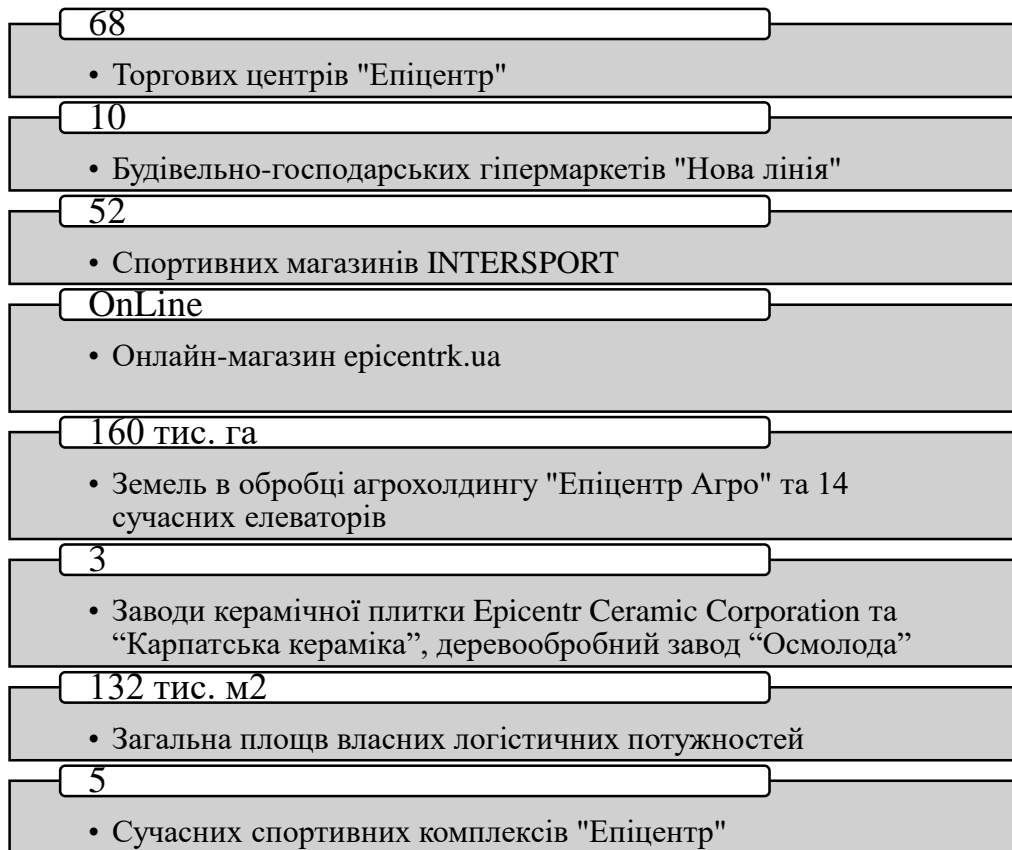 68
• Торгових центрів "Епіцентр"
10
• Будівельно-господарських гіпермаркетів "Нова лінія"
52
• Спортивних магазинів INTERSPORT
OnLine
• Онлайн-магазин epicentrk.ua
160 тис. га
• Земель в обробці агрохолдингу "Епіцентр Агро" та 14
сучасних елеваторів
3
• Заводи керамічної плитки Epicentr Ceramic Corporation та
“Карпатська кераміка”, деревообробний завод “Осмолода”
132 тис. м2
• Загальна площв власних логістичних потужностей
5
• Сучасних спортивних комплексів "Епіцентр"